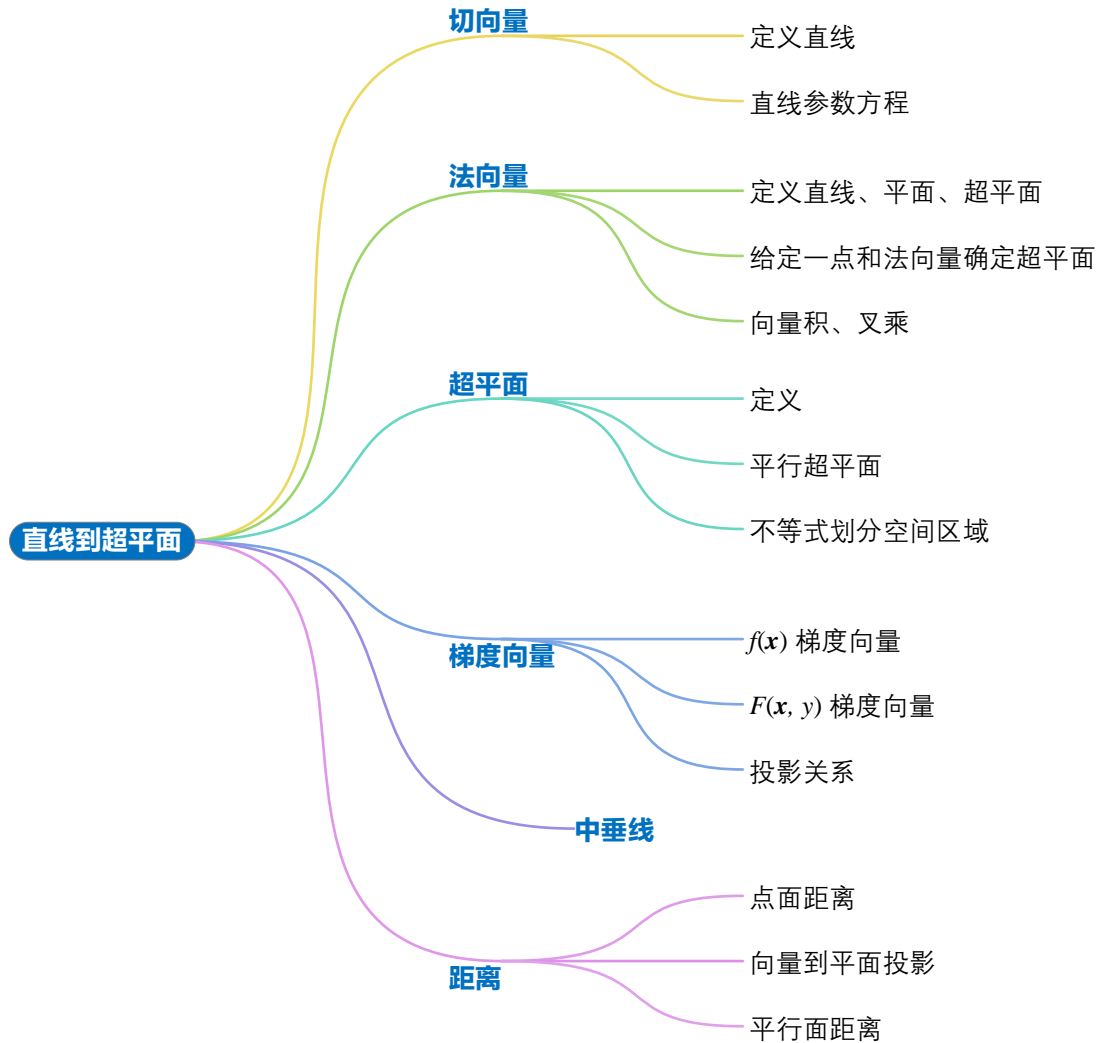 直线到超平面
切向量
定义直线
直线参数方程
法向量
定义直线、平面、超平面
给定一点和法向量确定超平面
向量积、叉乘
超平面
定义
平行超平面
不等式划分空间区域
梯度向量
f(x) 梯度向量
F(x, y) 梯度向量
投影关系
中垂线
距离
点面距离
向量到平面投影
平行面距离